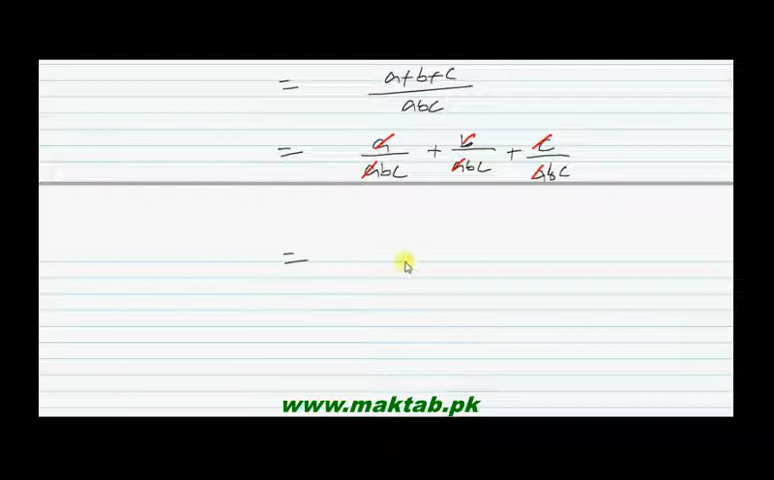 = a+b+c / abc
= a/abc + b/abc + c/abc
=
www.maktab.pk